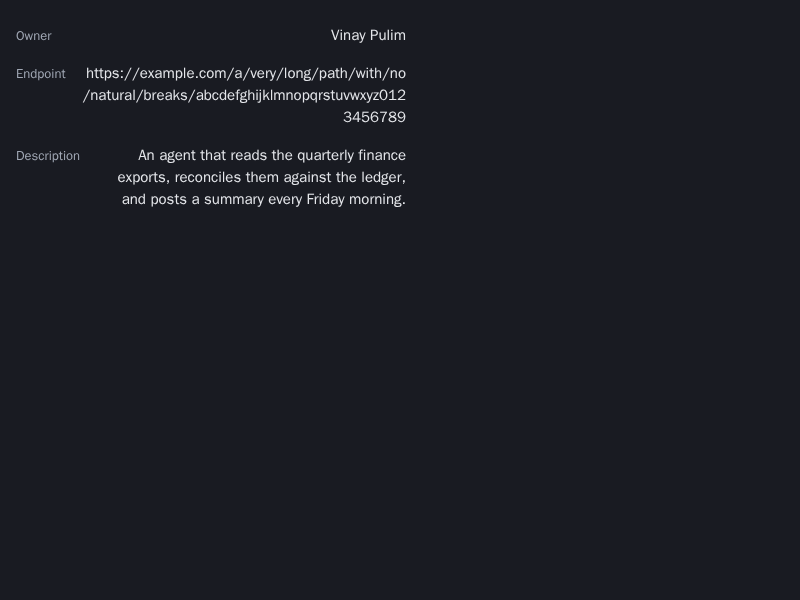 Owner Vinay Pulim
Endpoint https://example.com/a/very/long/path/with/no
/natural/breaks/abcdefghijklmnopqrstuvwxyz012
3456789
Description An agent that reads the quarterly finance
exports, reconciles them against the ledger,
and posts a summary every Friday morning.